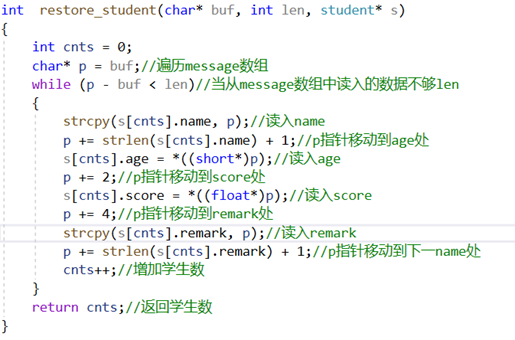 int  restore_student(char* buf, int len, student* s)
{
    int cnts = 0;
    char* p = buf;//遍历message数组
    while (p - buf < len)//当从message数组中读入的数据不够len
    {
        strcpy(s[cnts].name, p);//读入name
        p += strlen(s[cnts].name) + 1;//p指针移动到age处
        s[cnts].age = *((short*)p);//读入age
        p += 2;//p指针移动到score处
        s[cnts].score = *((float*)p);//读入score
        p += 4;//p指针移动到remark处
        strcpy(s[cnts].remark, p);//读入remark
        p += strlen(s[cnts].remark) + 1;//p指针移动到下一name处
        cnts++;//增加学生数
    }
    return cnts;//返回学生数
}